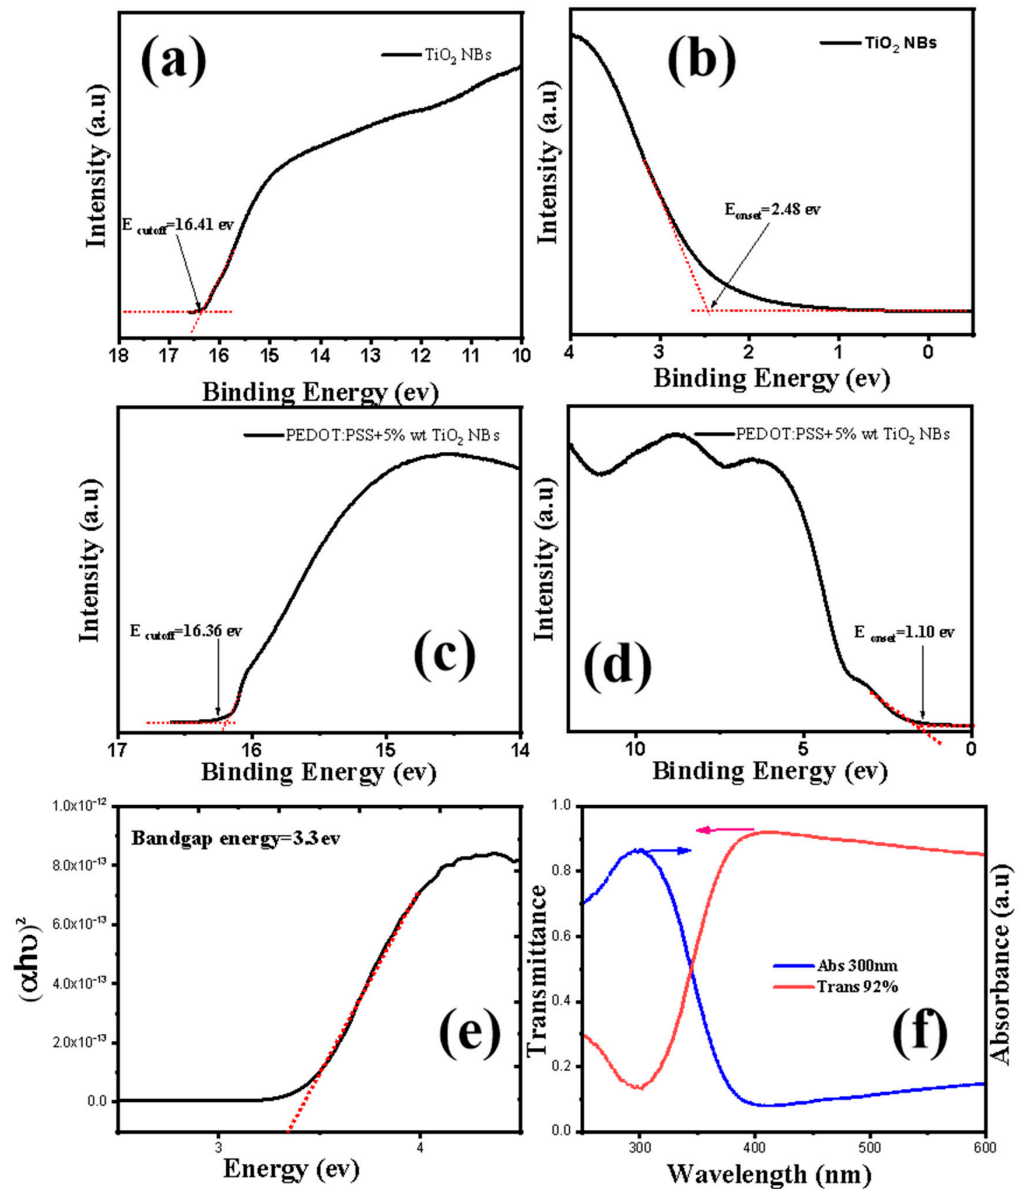 (a)
TiO2 NBs
Intensity (a.u)
E cutoff=16.41 ev
18 17 16 15 14 13 12 11 10
Binding Energy (ev)
(b)
TiO2 NBs
Intensity (a.u)
Eonset=2.48 ev
4 3 2 1 0
Binding Energy (ev)
PEDOT:PSS+5% wt TiO2 NBs
Intensity (a.u)
E cutoff=16.36 ev
(c)
17 16 15 14
Binding Energy (ev)
PEDOT:PSS+5% wt TiO2 NBs
Intensity (a.u)
E onset=1.10 ev
(d)
10 5 0
Binding Energy (ev)
Bandgap energy=3.3ev
1.0x10-12
8.0x10-13
6.0x10-13
4.0x10-13
2.0x10-13
0.0
(αhυ)2
(e)
3 4
Energy (ev)
1.0
0.8
0.6
0.4
0.2
0.0
Transmittance
Abs 300nm
Trans 92%
(f)
Absorbance (a.u)
300 400 500 600
Wavelength (nm)